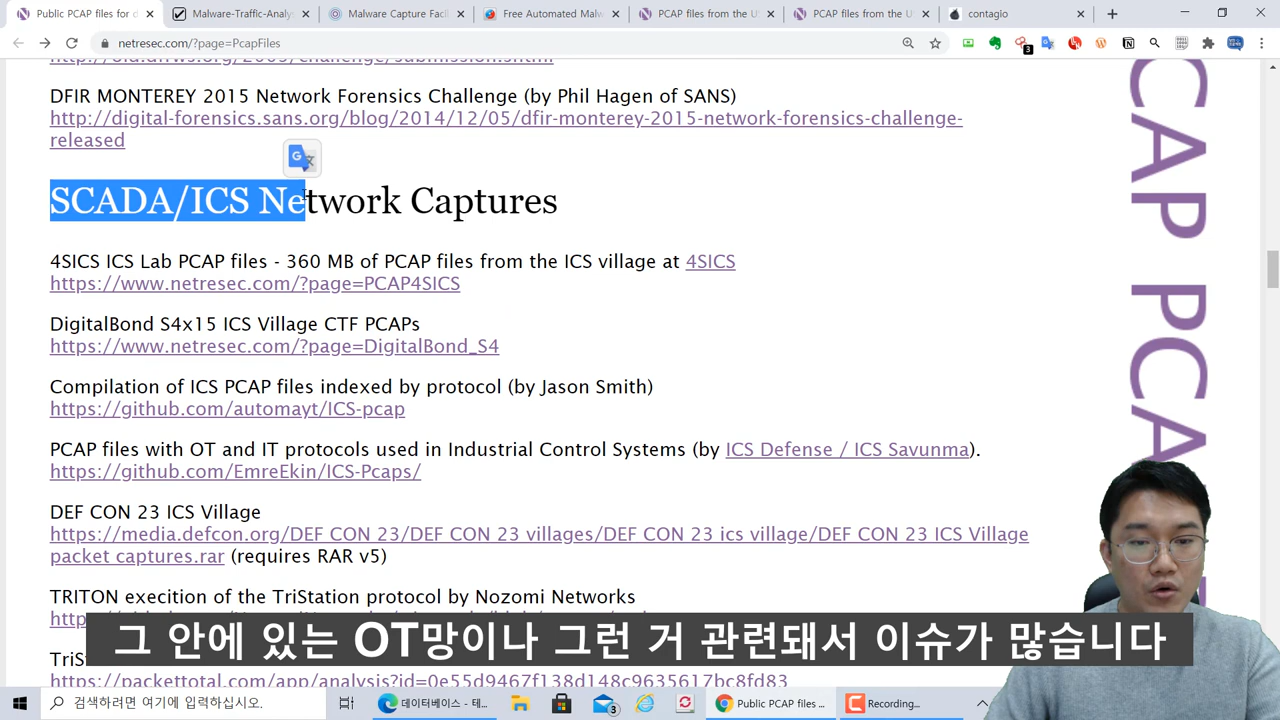 Public PCAP files for d
Malware-Traffic-Analy
Malware Capture Facil
Free Automated Malw
PCAP files from the U
PCAP files from the U
contagio
netresec.com/?page=PcapFiles
DFIR MONTEREY 2015 Network Forensics Challenge (by Phil Hagen of SANS)
http://digital-forensics.sans.org/blog/2014/12/05/dfir-monterey-2015-network-forensics-challenge-
released
SCADA/ICS Network Captures
4SICS ICS Lab PCAP files - 360 MB of PCAP files from the ICS village at 4SICS
https://www.netresec.com/?page=PCAP4SICS
DigitalBond S4x15 ICS Village CTF PCAPs
https://www.netresec.com/?page=DigitalBond_S4
Compilation of ICS PCAP files indexed by protocol (by Jason Smith)
https://github.com/automayt/ICS-pcap
PCAP files with OT and IT protocols used in Industrial Control Systems (by ICS Defense / ICS Savunma).
https://github.com/EmreEkin/ICS-Pcaps/
DEF CON 23 ICS Village
https://media.defcon.org/DEF CON 23/DEF CON 23 villages/DEF CON 23 ics village/DEF CON 23 ICS Village
packet captures.rar (requires RAR v5)
TRITON execition of the TriStation protocol by Nozomi Networks
https://packettotal.com/app/analysis?id=0e55d9467f138d148c9635617bc8fd83
PCAP PCAP
그 안에 있는 OT망이나 그런 거 관련돼서 이슈가 많습니다
검색하려면 여기에 입력하십시오.
데이터베이스 - 테...
3
Public PCAP files ...
Recording...